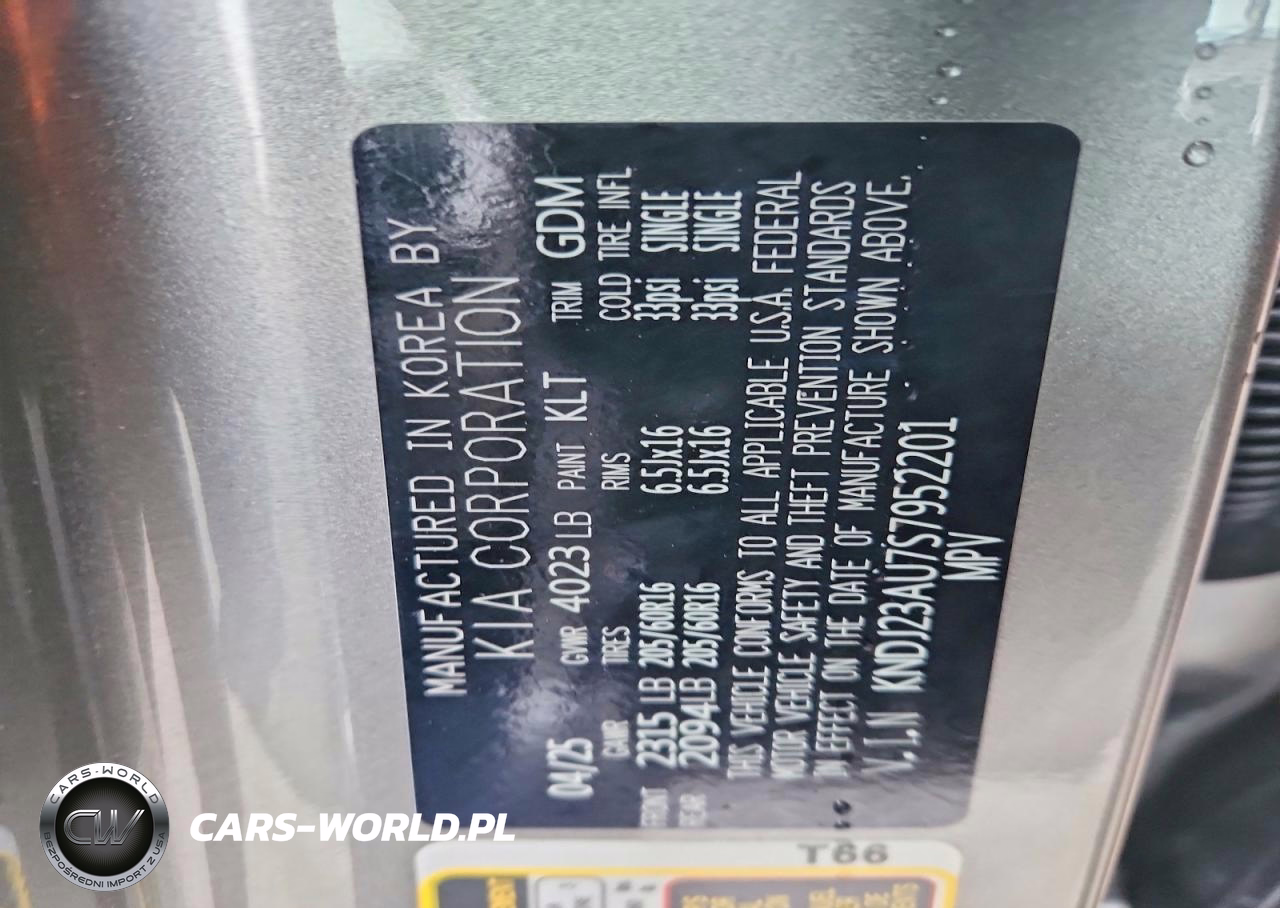 MANUFACTURED IN KOREA BY
KIA CORPORATION
04/25 GVWR 4023 LB PAINT KLT TRIM GDM
GAWR TIRES RIMS COLD TIRE INFL
FRONT 2315 LB 205/60R16 6.5Jx16 33psi SINGLE
REAR 2094LB 205/60R16 6.5Jx16 33psi SINGLE
THIS VEHICLE CONFORMS TO ALL APPLICABLE U.S.A. FEDERAL
MOTOR VEHICLE SAFETY AND THEFT PREVENTION STANDARDS
IN EFFECT ON THE DATE OF MANUFACTURE SHOWN ABOVE.
V.I.N KNDJ23AU7S7952201
MPV
T66
CARS-WORLD
CW
BEZPOŚREDNI IMPORT Z USA
CARS-WORLD.PL